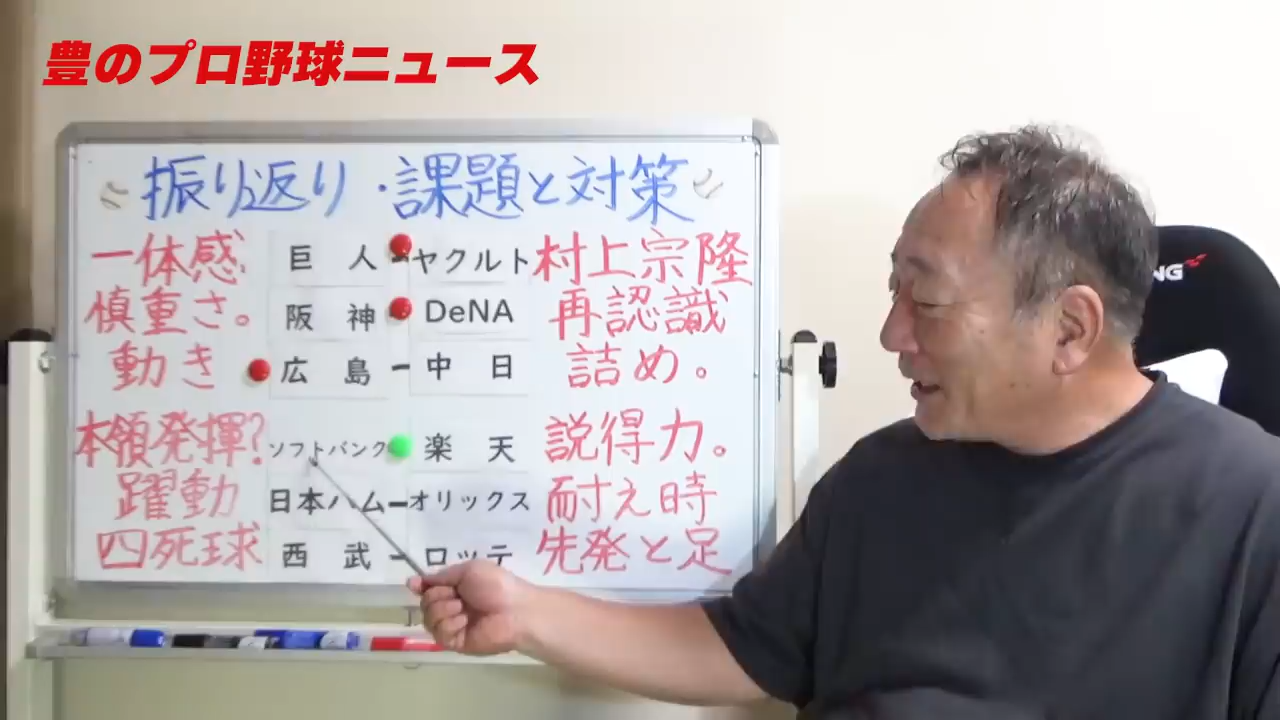 豊のプロ野球ニュース
振り返り・課題と対策
一体感 巨人-ヤクルト 村上宗隆
慎重さ。 阪神 DeNA 再認識
動き 広島-中日 詰め。
本領発揮? ソフトバンク 楽天 説得力。
躍動 日本ハム-オリックス 耐え時
四死球 西武-ロッテ 先発と足
NG